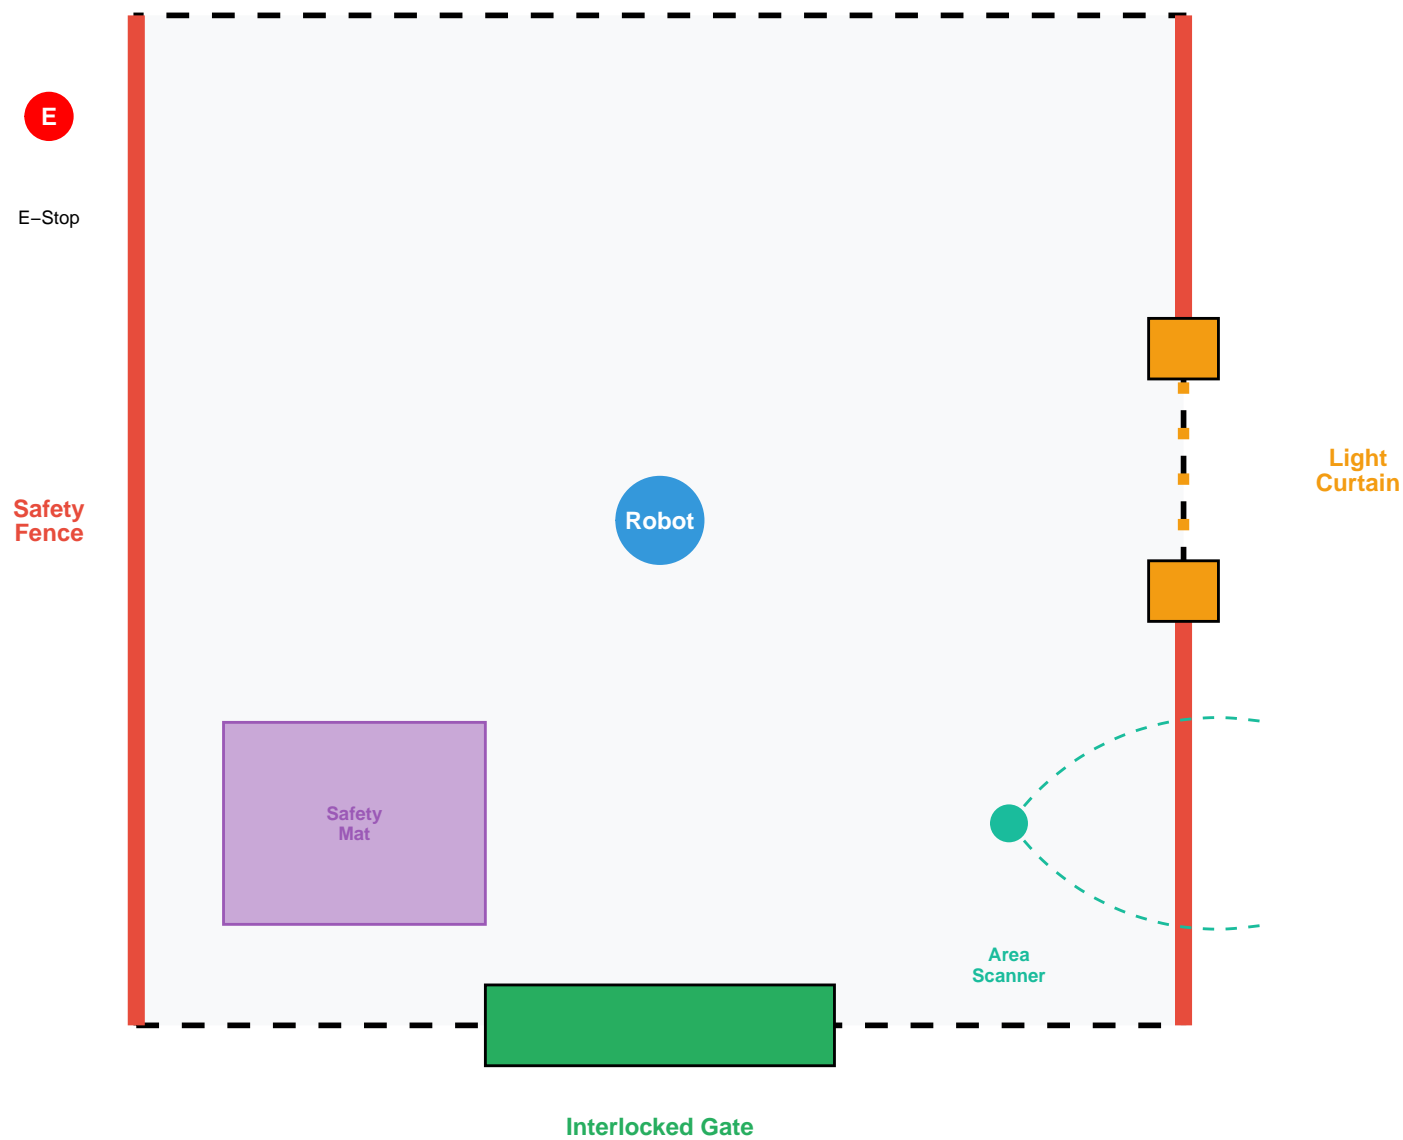 E
E−Stop
Light
Curtain
Safety
Fence
Robot
Safety
Mat
Area
Scanner
Interlocked Gate